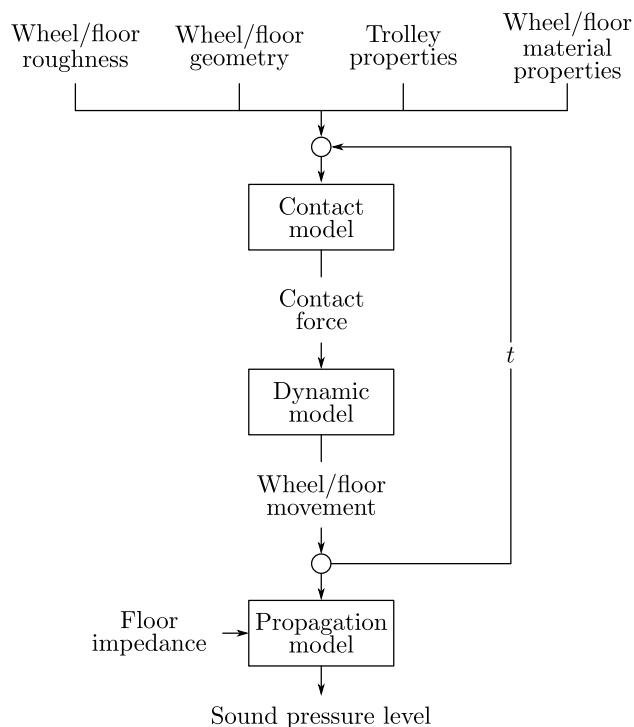 Wheel/floor
roughness
Wheel/floor
geometry
Trolley
properties
Wheel/floor
material
properties
Contact
model
Contact
force
t
Dynamic
model
Wheel/floor
movement
Floor
impedance
Propagation
model
Sound pressure level